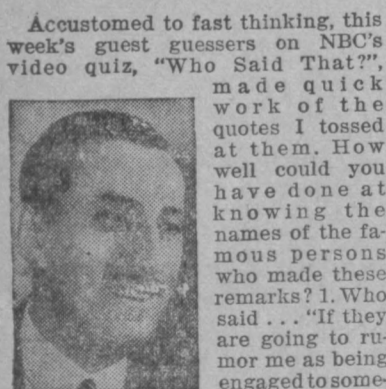 Accustomed to fast thinking, this
week's guest guessers on NBC's
video quiz, "Who Said That?",
made quick
work of the
quotes I tossed
at them. How
well could you
have done at
knowing the
names of the fa-
mous persons
who made these
remarks? 1. Who
said ... "If they
are going to ru-
mor me as being
engaged to some-